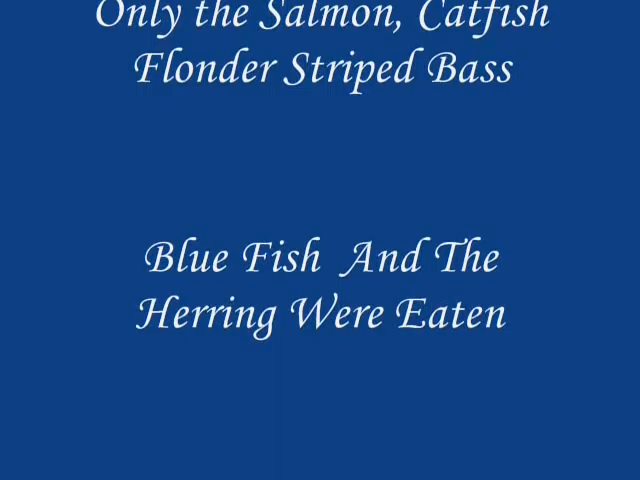 Only the Salmon, Catfish
Flonder Striped Bass
Blue Fish And The
Herring Were Eaten